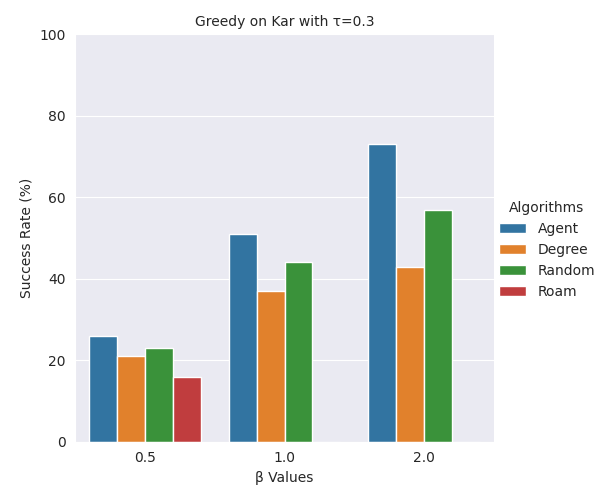 Greedy on Kar with τ=0.3
100
80
60
40
20
0
Success Rate (%)
0.5
1.0
2.0
β Values
Algorithms
Agent
Degree
Random
Roam